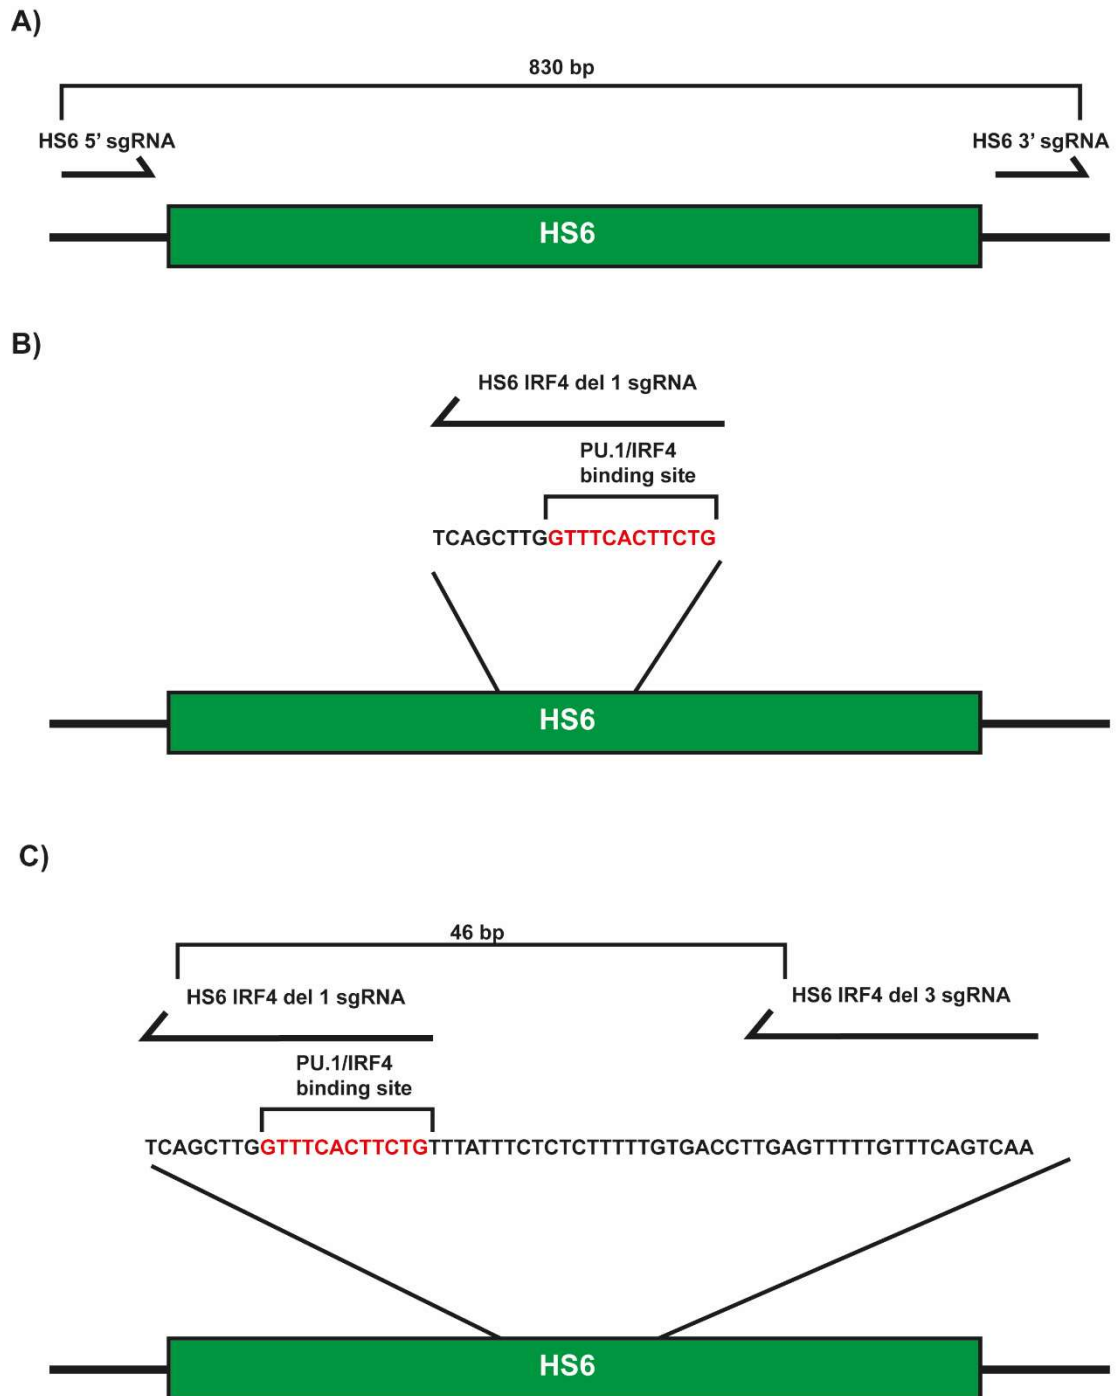 A)
830 bp
HS6 5’ sgRNA
HS6 3’ sgRNA
HS6
B)
HS6 IRF4 del 1 sgRNA
PU.1/IRF4
binding site
TCAGCTTGGTTTCACTTCTG
HS6
C)
46 bp
HS6 IRF4 del 1 sgRNA
HS6 IRF4 del 3 sgRNA
PU.1/IRF4
binding site
TCAGCTTGGTTTCACTTCTGTTTATTTCTCTCTTTTTGTGACCTTGAGTTTTTGTTTCAGTCAA
HS6